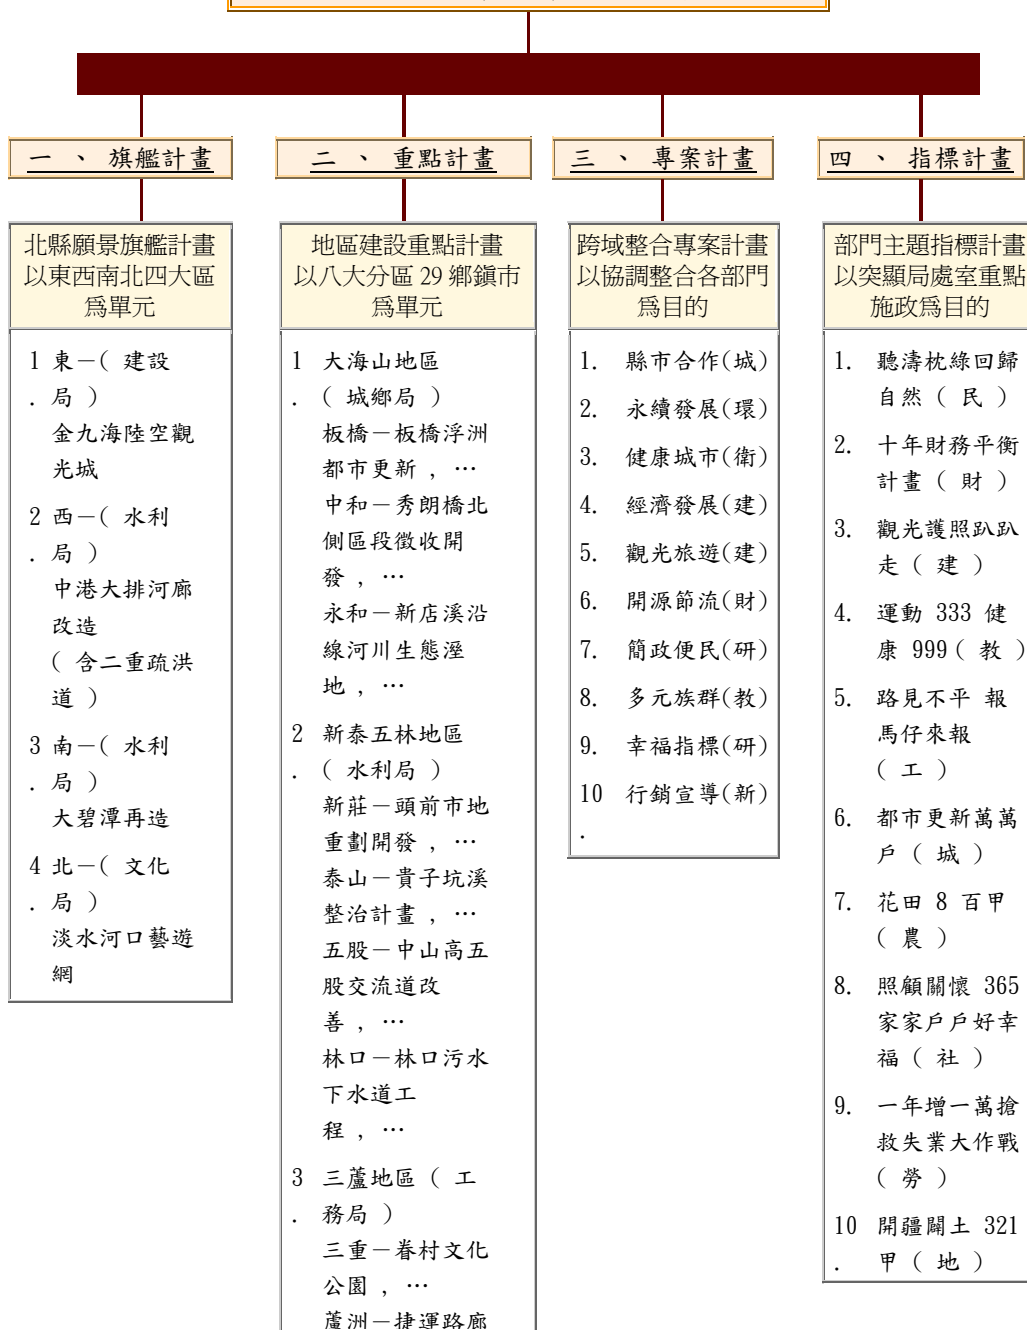 一 、 旗艦計畫
北縣願景旗艦計畫
以東西南北四大區
為單元
1 東－( 建設
. 局 )
金九海陸空觀
光城
2 西－( 水利
. 局 )
中港大排河廊
改造
( 含二重疏洪
道 )
3 南－( 水利
. 局 )
大碧潭再造
4 北－( 文化
. 局 )
淡水河口藝遊
網
二 、 重點計畫
地區建設重點計畫
以八大分區 29 鄉鎮市
為單元
1 大海山地區
. ( 城鄉局 )
板橋－板橋浮洲
都市更新 , …
中和－秀朗橋北
側區段徵收開
發 , …
永和－新店溪沿
線河川生態溼
地 , …
2 新泰五林地區
. ( 水利局 )
新莊－頭前市地
重劃開發 , …
泰山－貴子坑溪
整治計畫 , …
五股－中山高五
股交流道改
善 , …
林口－林口污水
下水道工
程 , …
3 三蘆地區 ( 工
. 務局 )
三重－眷村文化
公園 , …
蘆洲－捷運路廊
三 、 專案計畫
跨域整合專案計畫
以協調整合各部門
為目的
1. 縣市合作(城)
2. 永續發展(環)
3. 健康城市(衛)
4. 經濟發展(建)
5. 觀光旅遊(建)
6. 開源節流(財)
7. 簡政便民(研)
8. 多元族群(教)
9. 幸福指標(研)
10 行銷宣導(新)
.
四 、 指標計畫
部門主題指標計畫
以突顯局處室重點
施政為目的
1. 聽濤枕綠回歸
自然 ( 民 )
2. 十年財務平衡
計畫 ( 財 )
3. 觀光護照趴趴
走 ( 建 )
4. 運動 333 健
康 999 ( 教 )
5. 路見不平 報
馬仔來報
( 工 )
6. 都市更新萬萬
戶 ( 城 )
7. 花田 8 百甲
( 農 )
8. 照顧關懷 365
家家戶戶好幸
福 ( 社 )
9. 一年增一萬搶
救失業大作戰
( 勞 )
10 開疆闢土 321
. 甲 ( 地 )